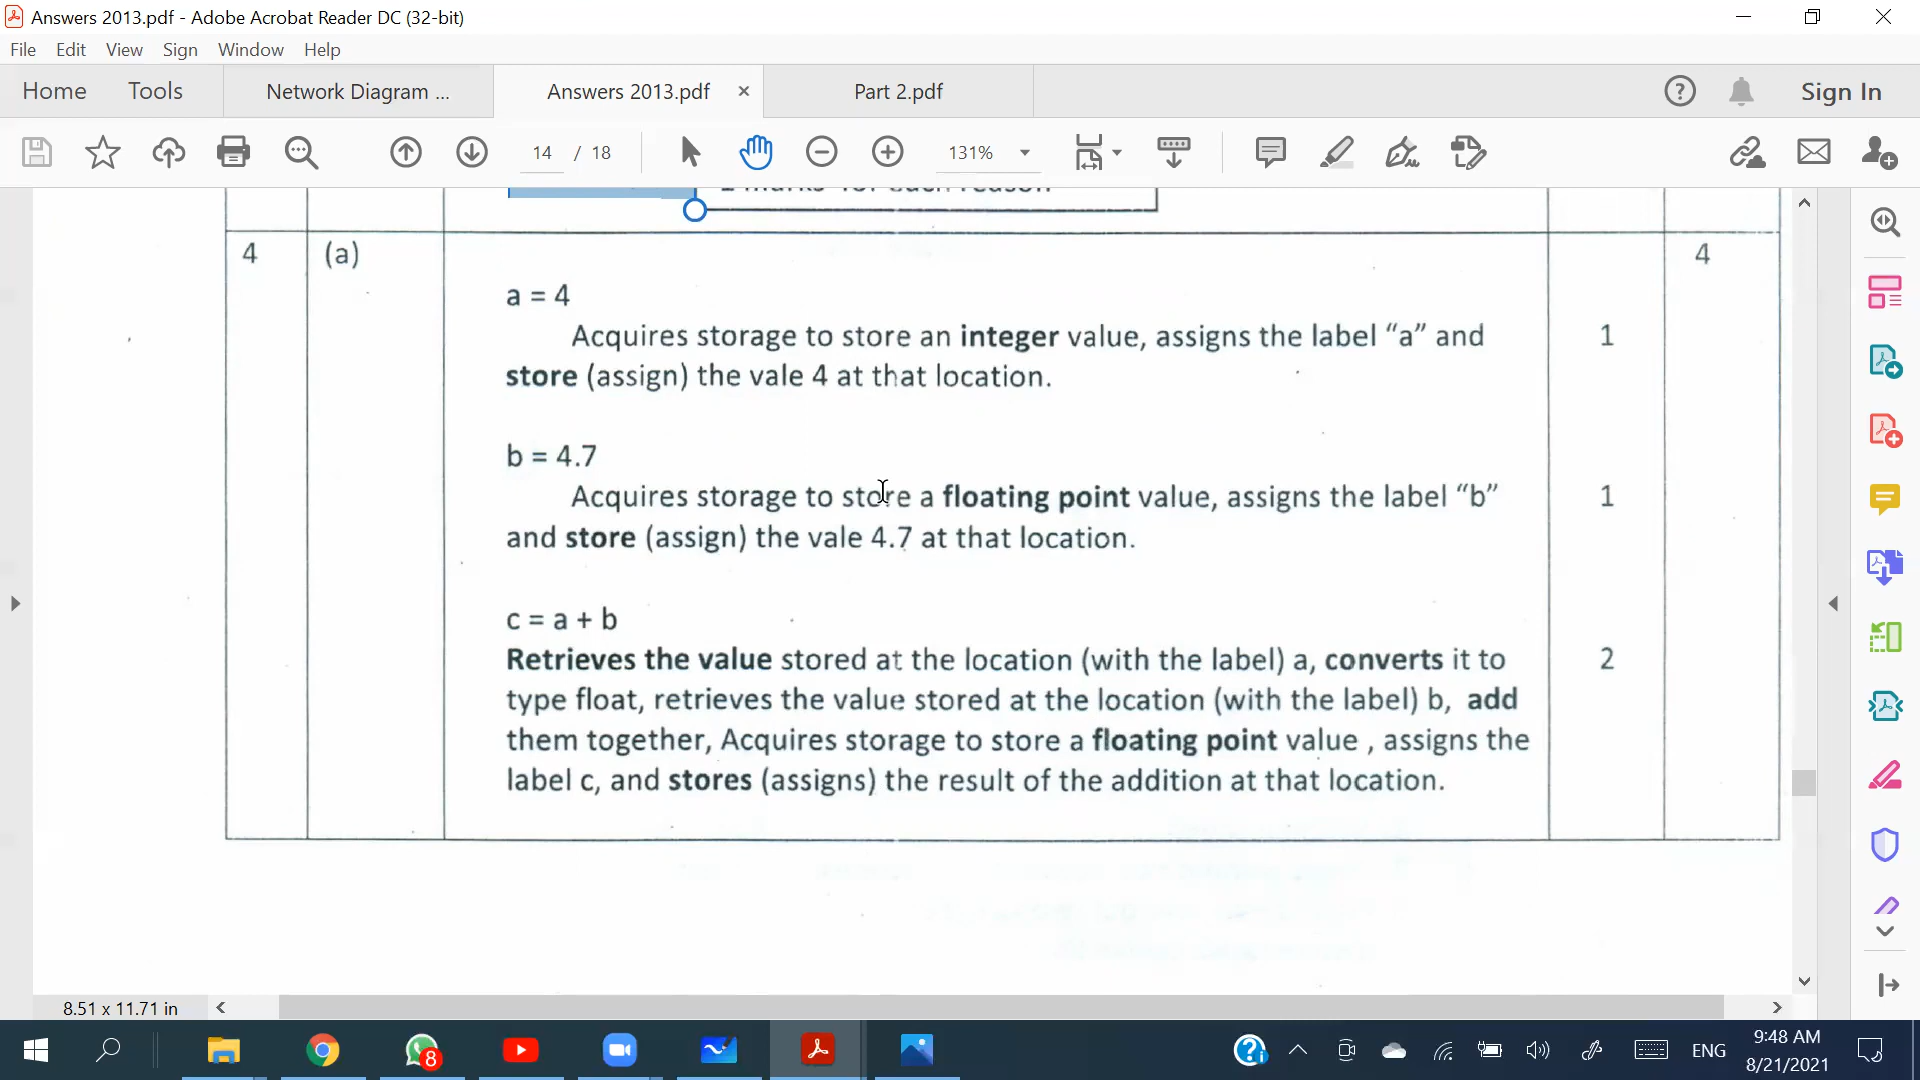 Answers 2013.pdf - Adobe Acrobat Reader DC (32-bit)
File Edit View Sign Window Help
Home Tools Network Diagram ... Answers 2013.pdf × Part 2.pdf Sign In
14 / 18 131%
2 marks for each reason
4 (a) 4
a = 4
Acquires storage to store an integer value, assigns the label “a” and 1
store (assign) the vale 4 at that location.
b = 4.7
Acquires storage to store a floating point value, assigns the label “b” 1
and store (assign) the vale 4.7 at that location.
c = a + b
Retrieves the value stored at the location (with the label) a, converts it to 2
type float, retrieves the value stored at the location (with the label) b, add
them together, Acquires storage to store a floating point value , assigns the
label c, and stores (assigns) the result of the addition at that location.
8.51 x 11.71 in
8
ENG
9:48 AM
8/21/2021